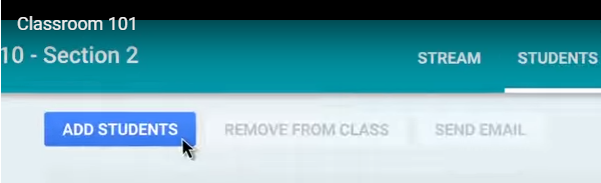 Classroom 101
10 - Section 2
STREAM STUDENTS
ADD STUDENTS REMOVE FROM CLASS SEND EMAIL